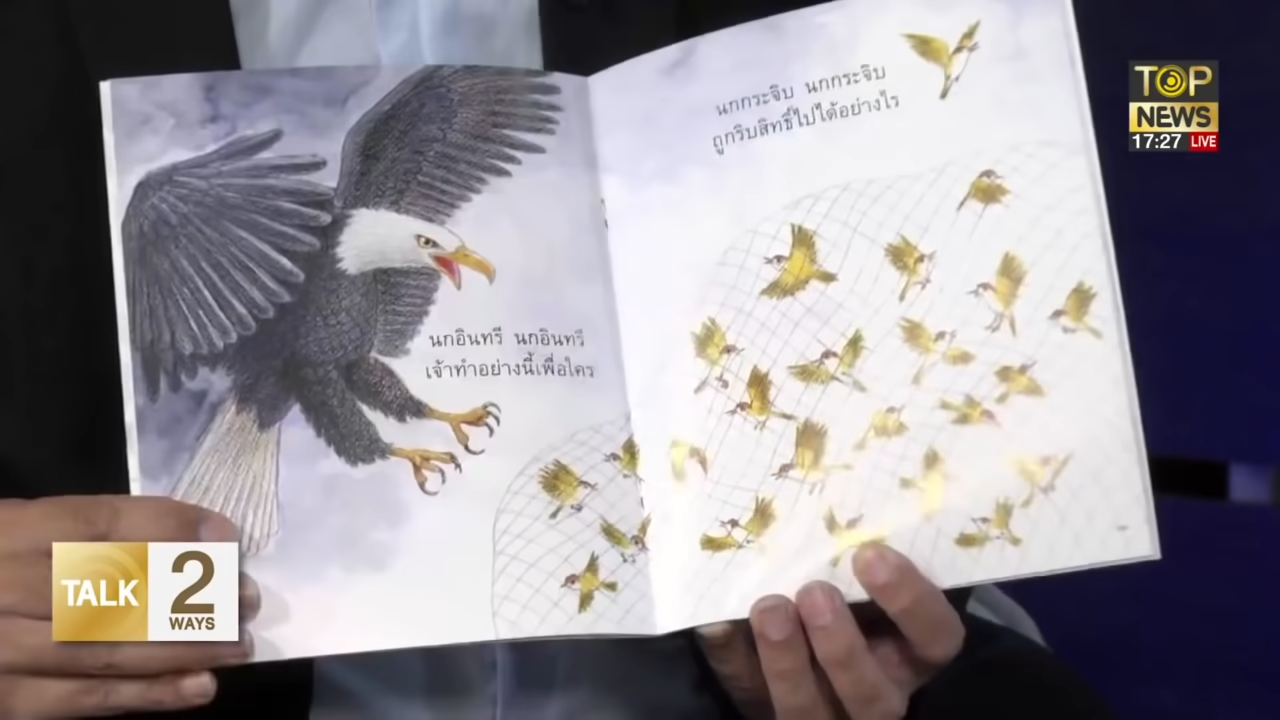 นกอินทรี นกอินทรี
เจ้าทำอย่างนี้เพื่อใคร
นกกระจิบ นกกระจิบ
ถูกริบสิทธิ์ไปได้อย่างไร
TOP
NEWS
17:27 LIVE
TALK
2
WAYS